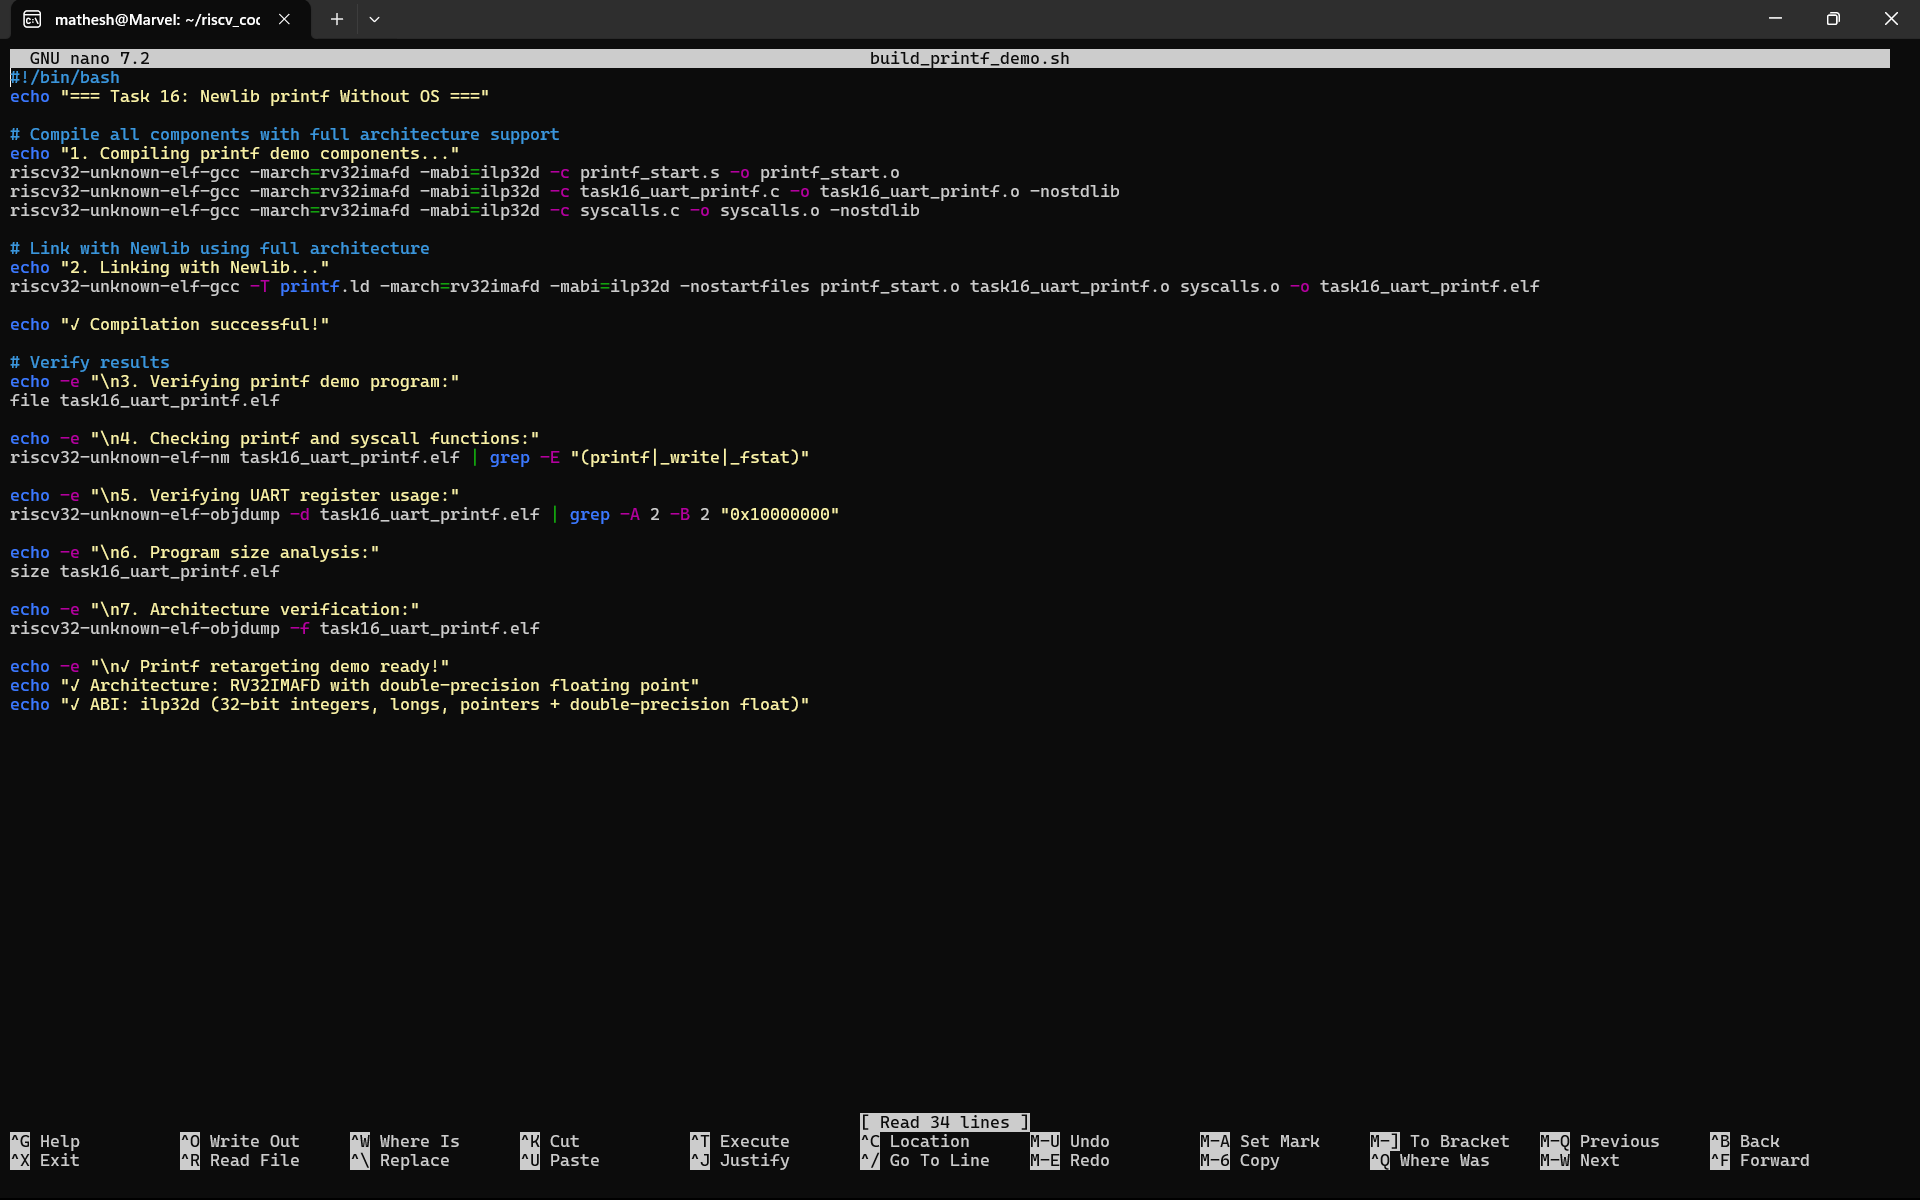 mathesh@Marvel: ~/riscv_coc
GNU nano 7.2 build_printf_demo.sh
#!/bin/bash
echo "=== Task 16: Newlib printf Without OS ==="
# Compile all components with full architecture support
echo "1. Compiling printf demo components..."
riscv32-unknown-elf-gcc -march=rv32imafd -mabi=ilp32d -c printf_start.s -o printf_start.o
riscv32-unknown-elf-gcc -march=rv32imafd -mabi=ilp32d -c task16_uart_printf.c -o task16_uart_printf.o -nostdlib
riscv32-unknown-elf-gcc -march=rv32imafd -mabi=ilp32d -c syscalls.c -o syscalls.o -nostdlib
# Link with Newlib using full architecture
echo "2. Linking with Newlib..."
riscv32-unknown-elf-gcc -T printf.ld -march=rv32imafd -mabi=ilp32d -nostartfiles printf_start.o task16_uart_printf.o syscalls.o -o task16_uart_printf.elf
echo "✓ Compilation successful!"
# Verify results
echo -e "\n3. Verifying printf demo program:"
file task16_uart_printf.elf
echo -e "\n4. Checking printf and syscall functions:"
riscv32-unknown-elf-nm task16_uart_printf.elf | grep -E "(printf|_write|_fstat)"
echo -e "\n5. Verifying UART register usage:"
riscv32-unknown-elf-objdump -d task16_uart_printf.elf | grep -A 2 -B 2 "0x10000000"
echo -e "\n6. Program size analysis:"
size task16_uart_printf.elf
echo -e "\n7. Architecture verification:"
riscv32-unknown-elf-objdump -f task16_uart_printf.elf
echo -e "\n✓ Printf retargeting demo ready!"
echo "✓ Architecture: RV32IMAFD with double-precision floating point"
echo "✓ ABI: ilp32d (32-bit integers, longs, pointers + double-precision float)"
[ Read 34 lines ]
^G Help ^O Write Out ^W Where Is ^K Cut ^T Execute ^C Location M-U Undo M-A Set Mark M-] To Bracket M-Q Previous ^B Back
^X Exit ^R Read File ^\ Replace ^U Paste ^J Justify ^/ Go To Line M-E Redo M-6 Copy ^Q Where Was M-W Next ^F Forward